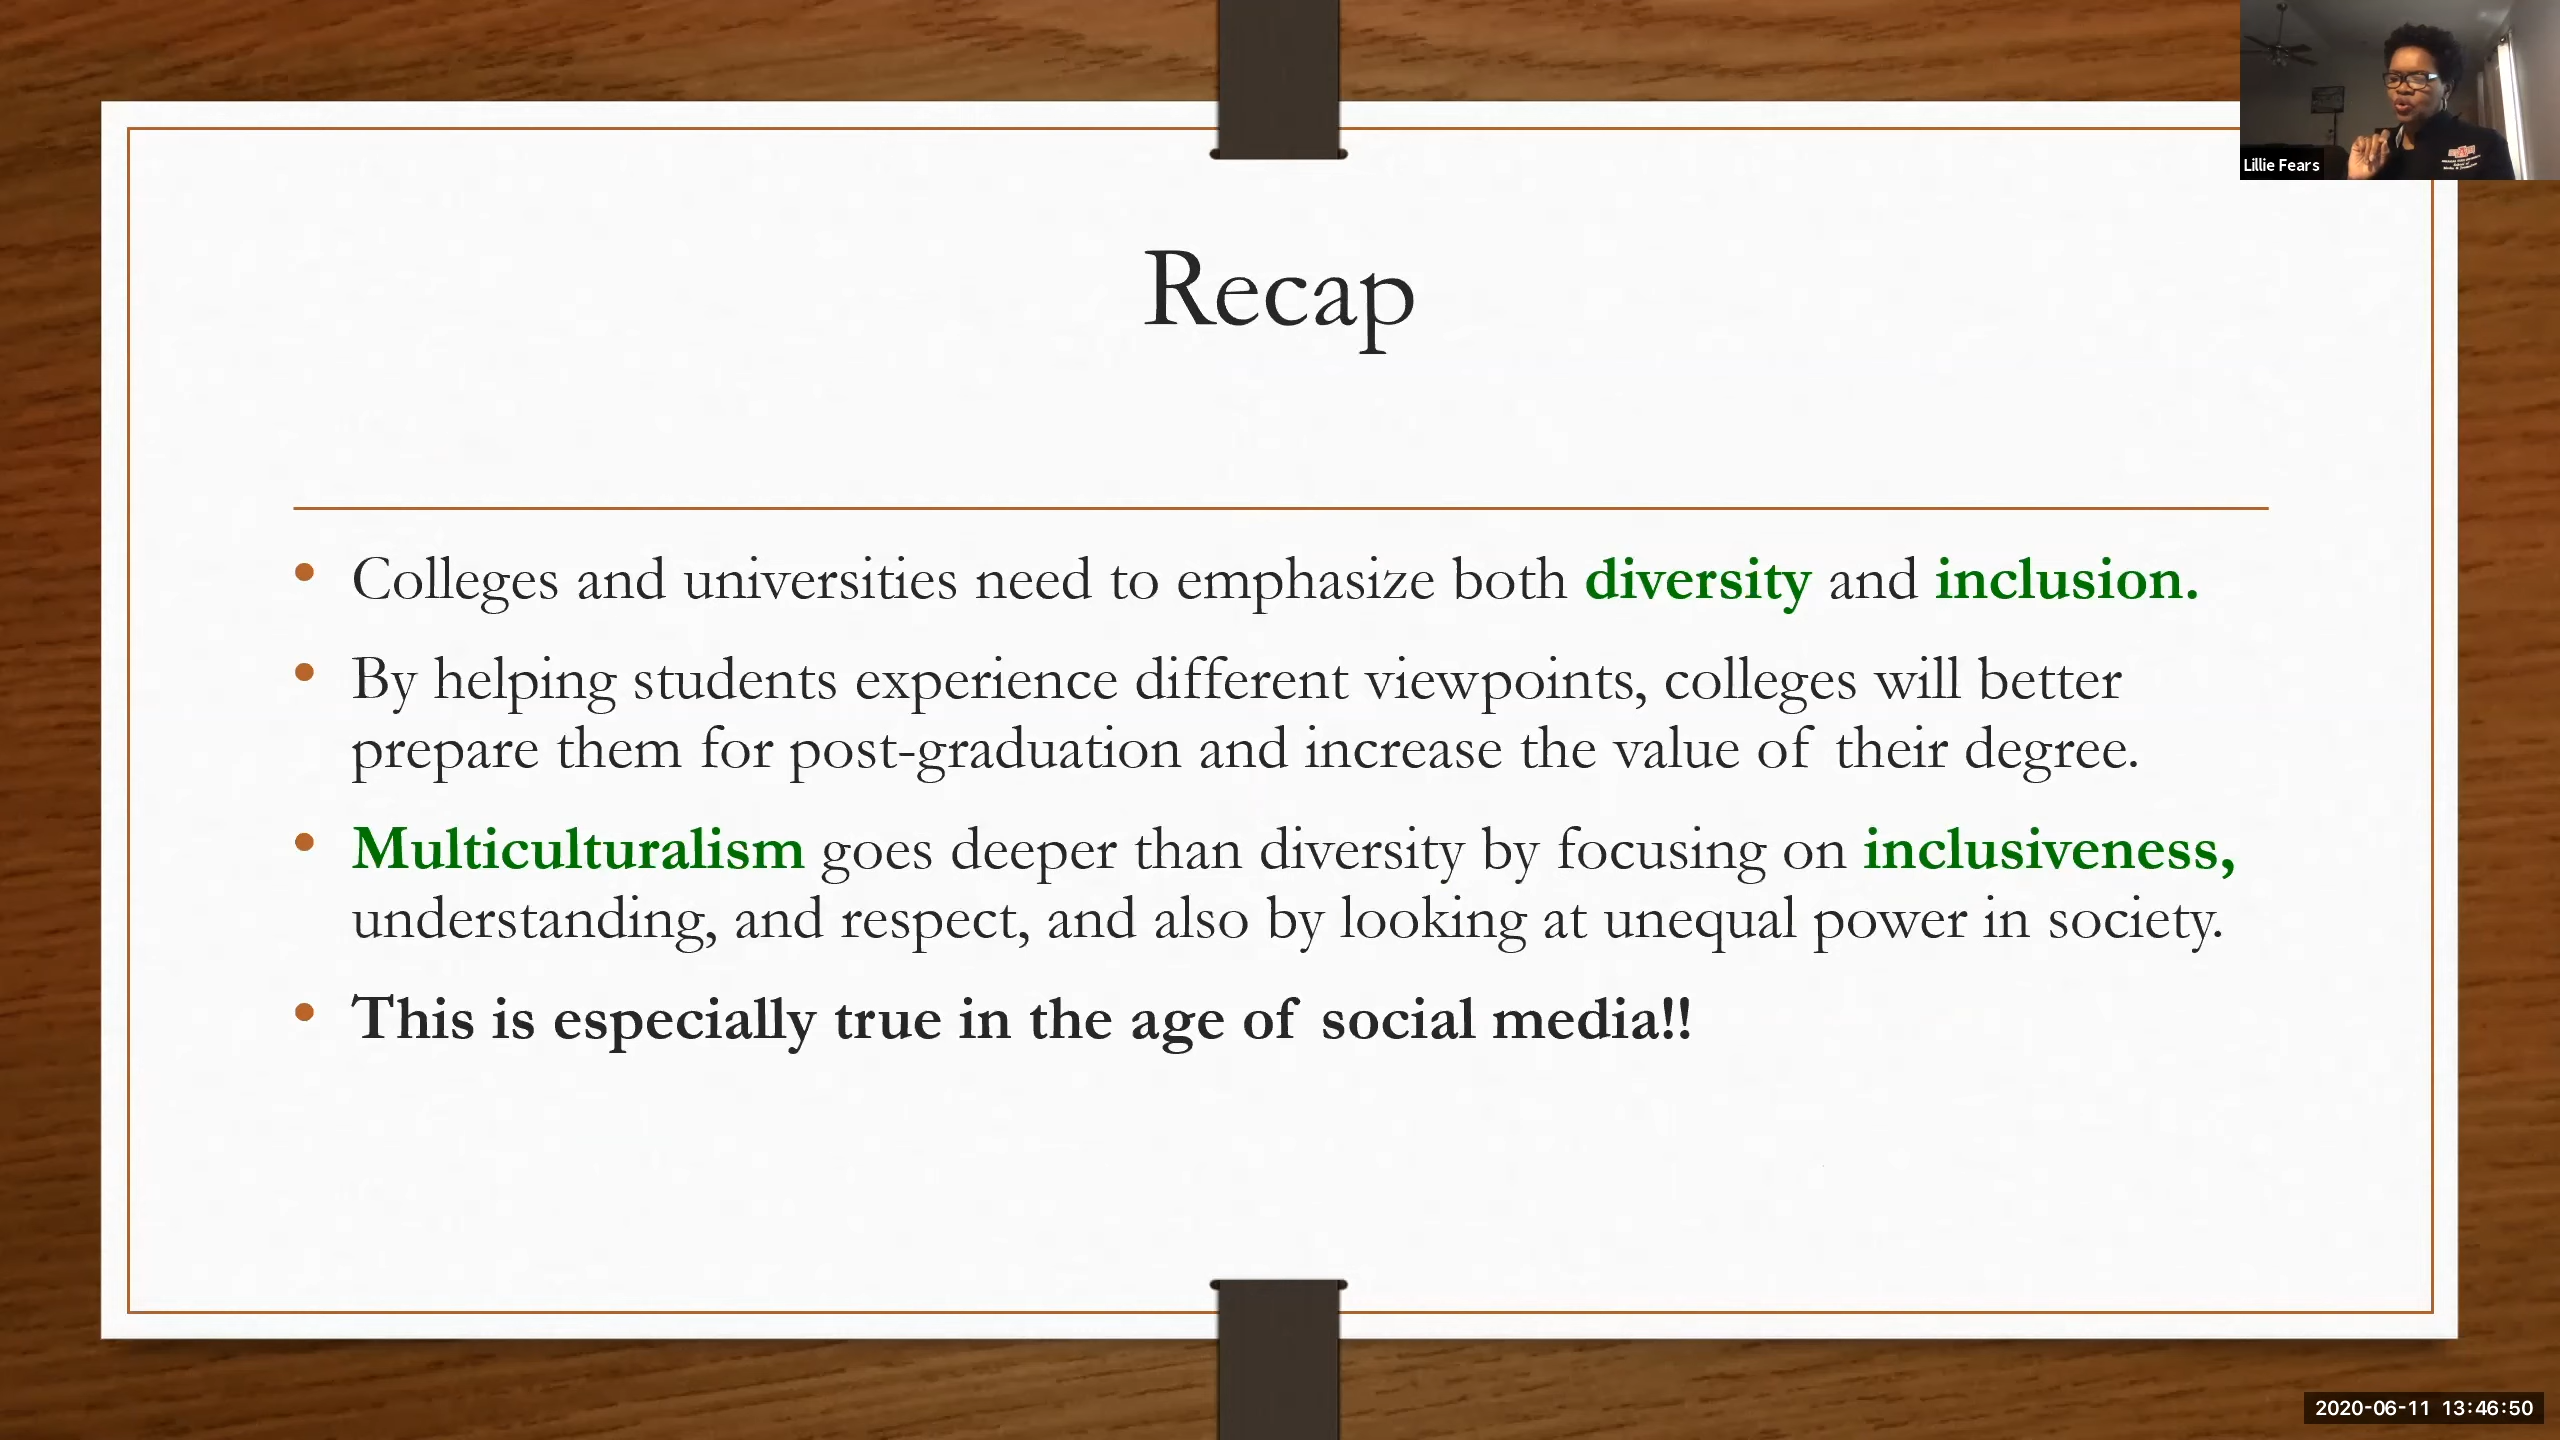 Lillie Fears
Recap
• Colleges and universities need to emphasize both diversity and inclusion.
• By helping students experience different viewpoints, colleges will better
prepare them for post-graduation and increase the value of their degree.
• Multiculturalism goes deeper than diversity by focusing on inclusiveness,
understanding, and respect, and also by looking at unequal power in society.
• This is especially true in the age of social media!!
2020-06-11 13:46:50